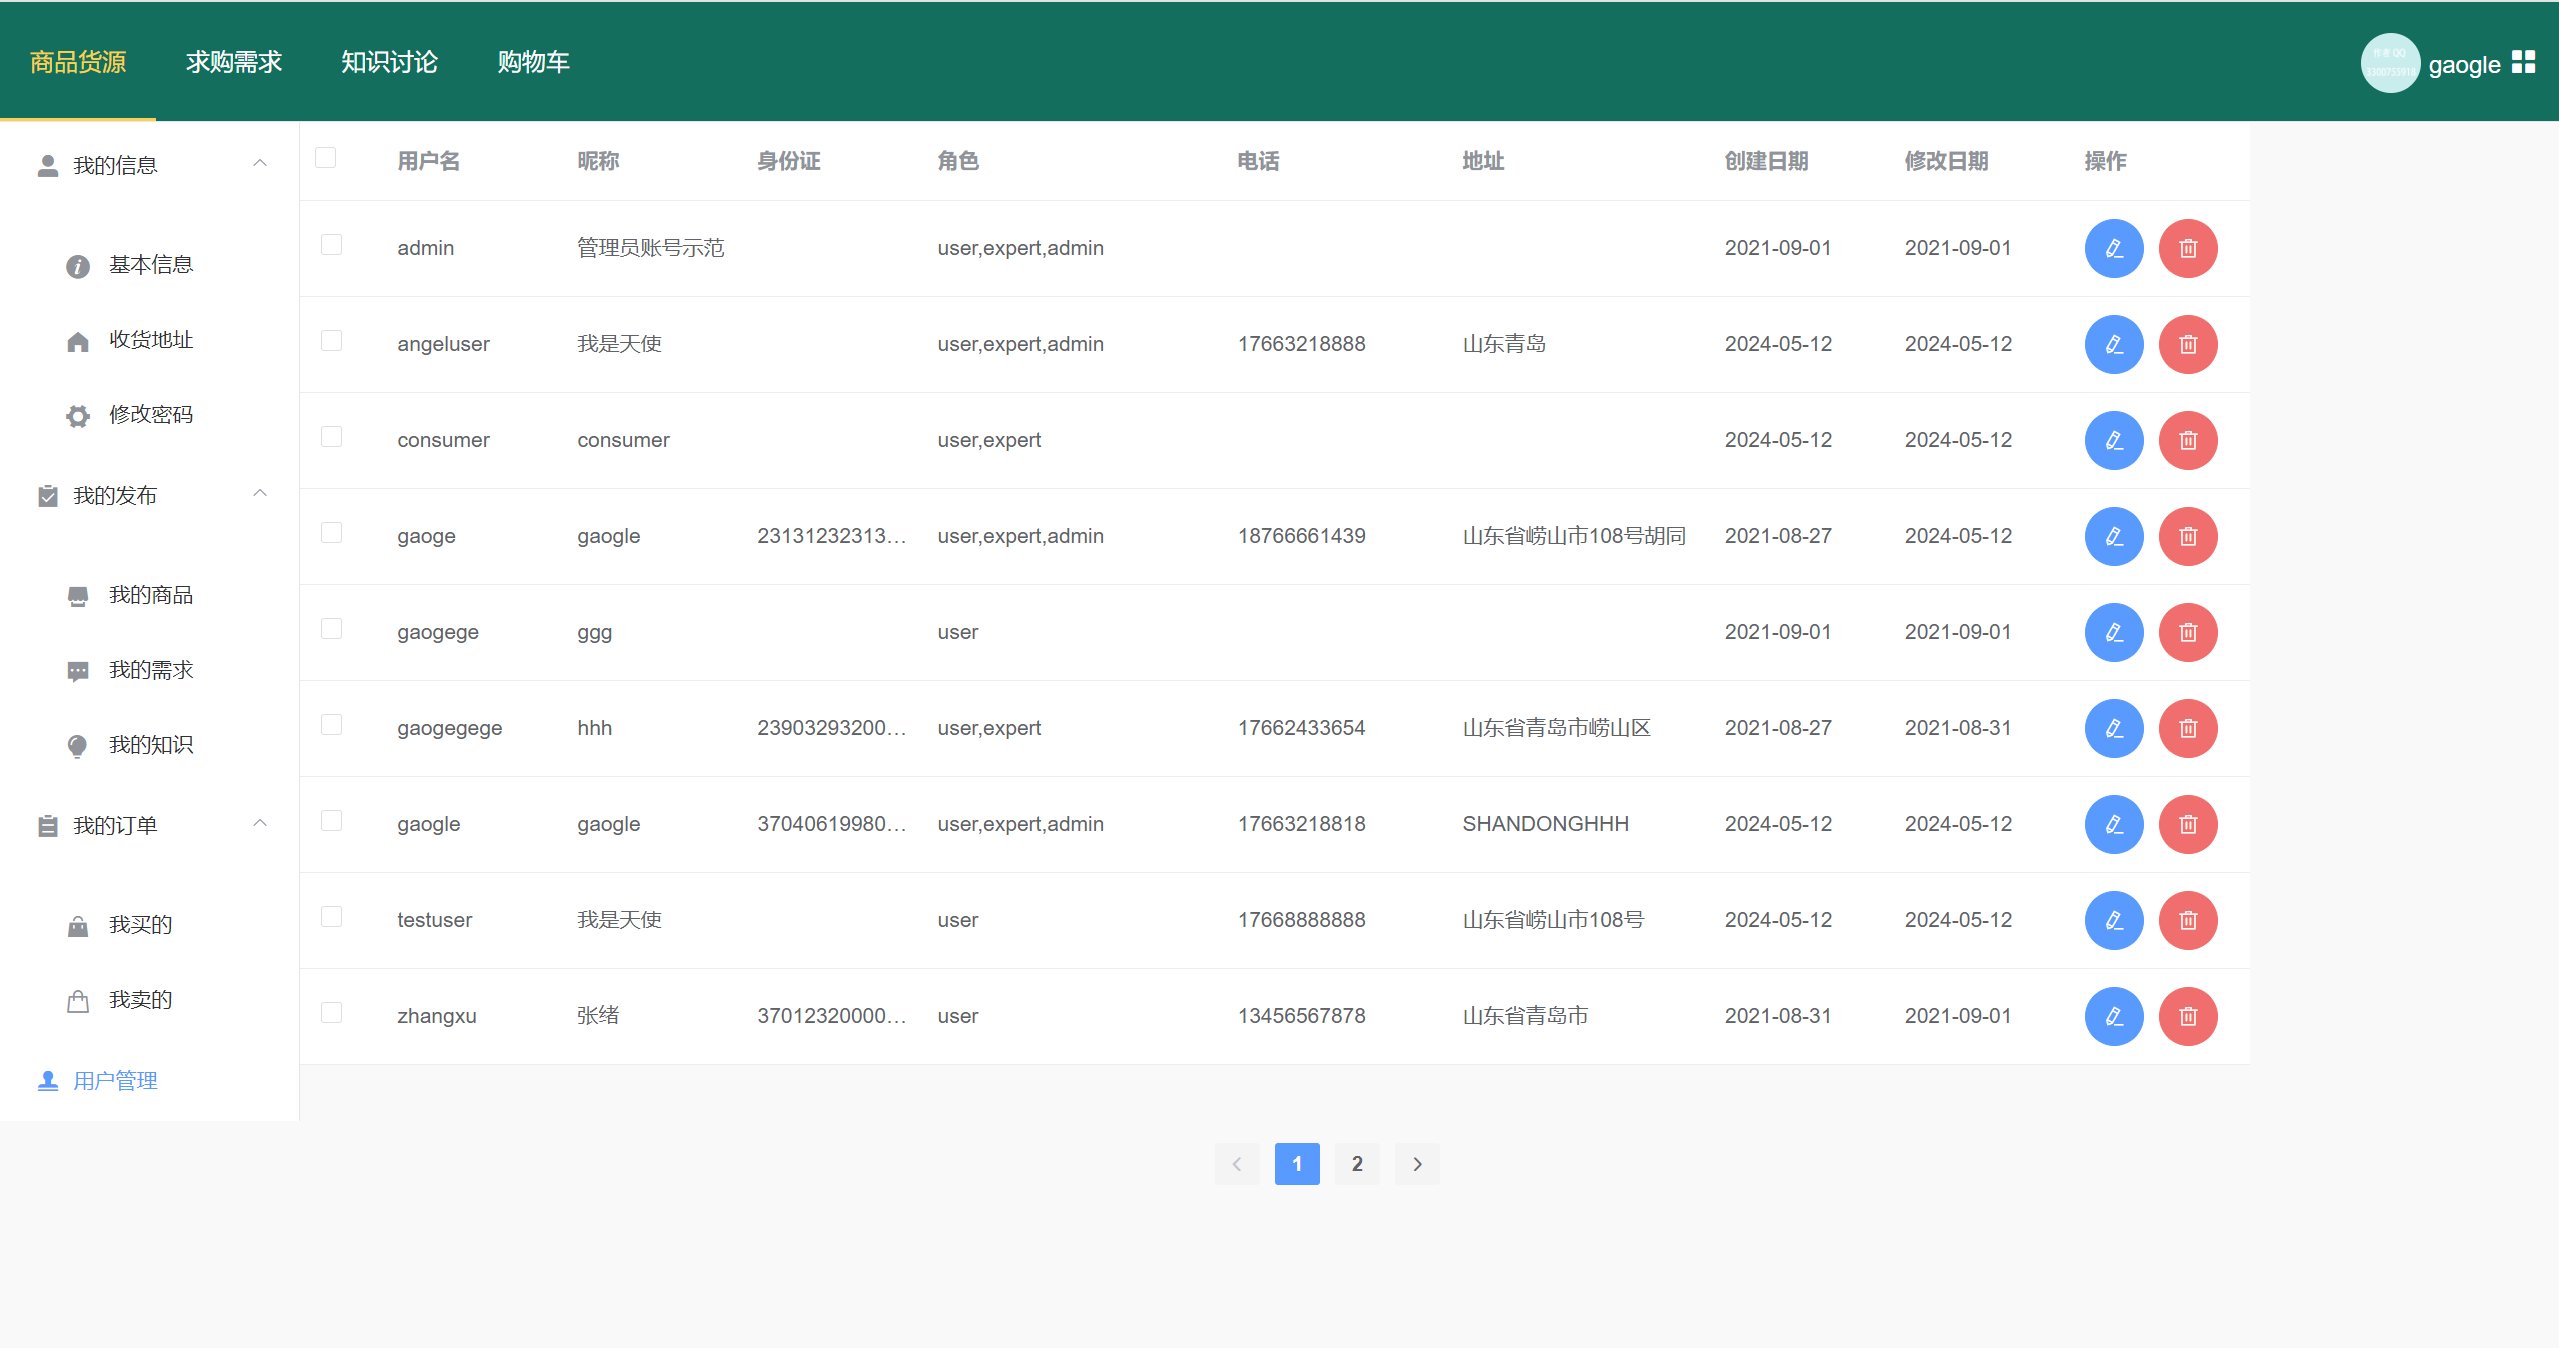 商品货源 求购需求 知识讨论 购物车 gaogle
我的信息
基本信息
收货地址
修改密码
我的发布
我的商品
我的需求
我的知识
我的订单
我买的
我卖的
用户管理
用户名 昵称 身份证 角色 电话 地址 创建日期 修改日期 操作
admin 管理员账号示范 user,expert,admin 2021-09-01 2021-09-01
angeluser 我是天使 user,expert,admin 17663218888 山东青岛 2024-05-12 2024-05-12
consumer consumer user,expert 2024-05-12 2024-05-12
gaoge gaogle 23131232313… user,expert,admin 18766661439 山东省崂山市108号胡同 2021-08-27 2024-05-12
gaogege ggg user 2021-09-01 2021-09-01
gaogegege hhh 23903293200… user,expert 17662433654 山东省青岛市崂山区 2021-08-27 2021-08-31
gaogle gaogle 37040619980… user,expert,admin 17663218818 SHANDONGHHH 2024-05-12 2024-05-12
testuser 我是天使 user 17668888888 山东省崂山市108号 2024-05-12 2024-05-12
zhangxu 张绪 37012320000… user 13456567878 山东省青岛市 2021-08-31 2021-09-01
1 2